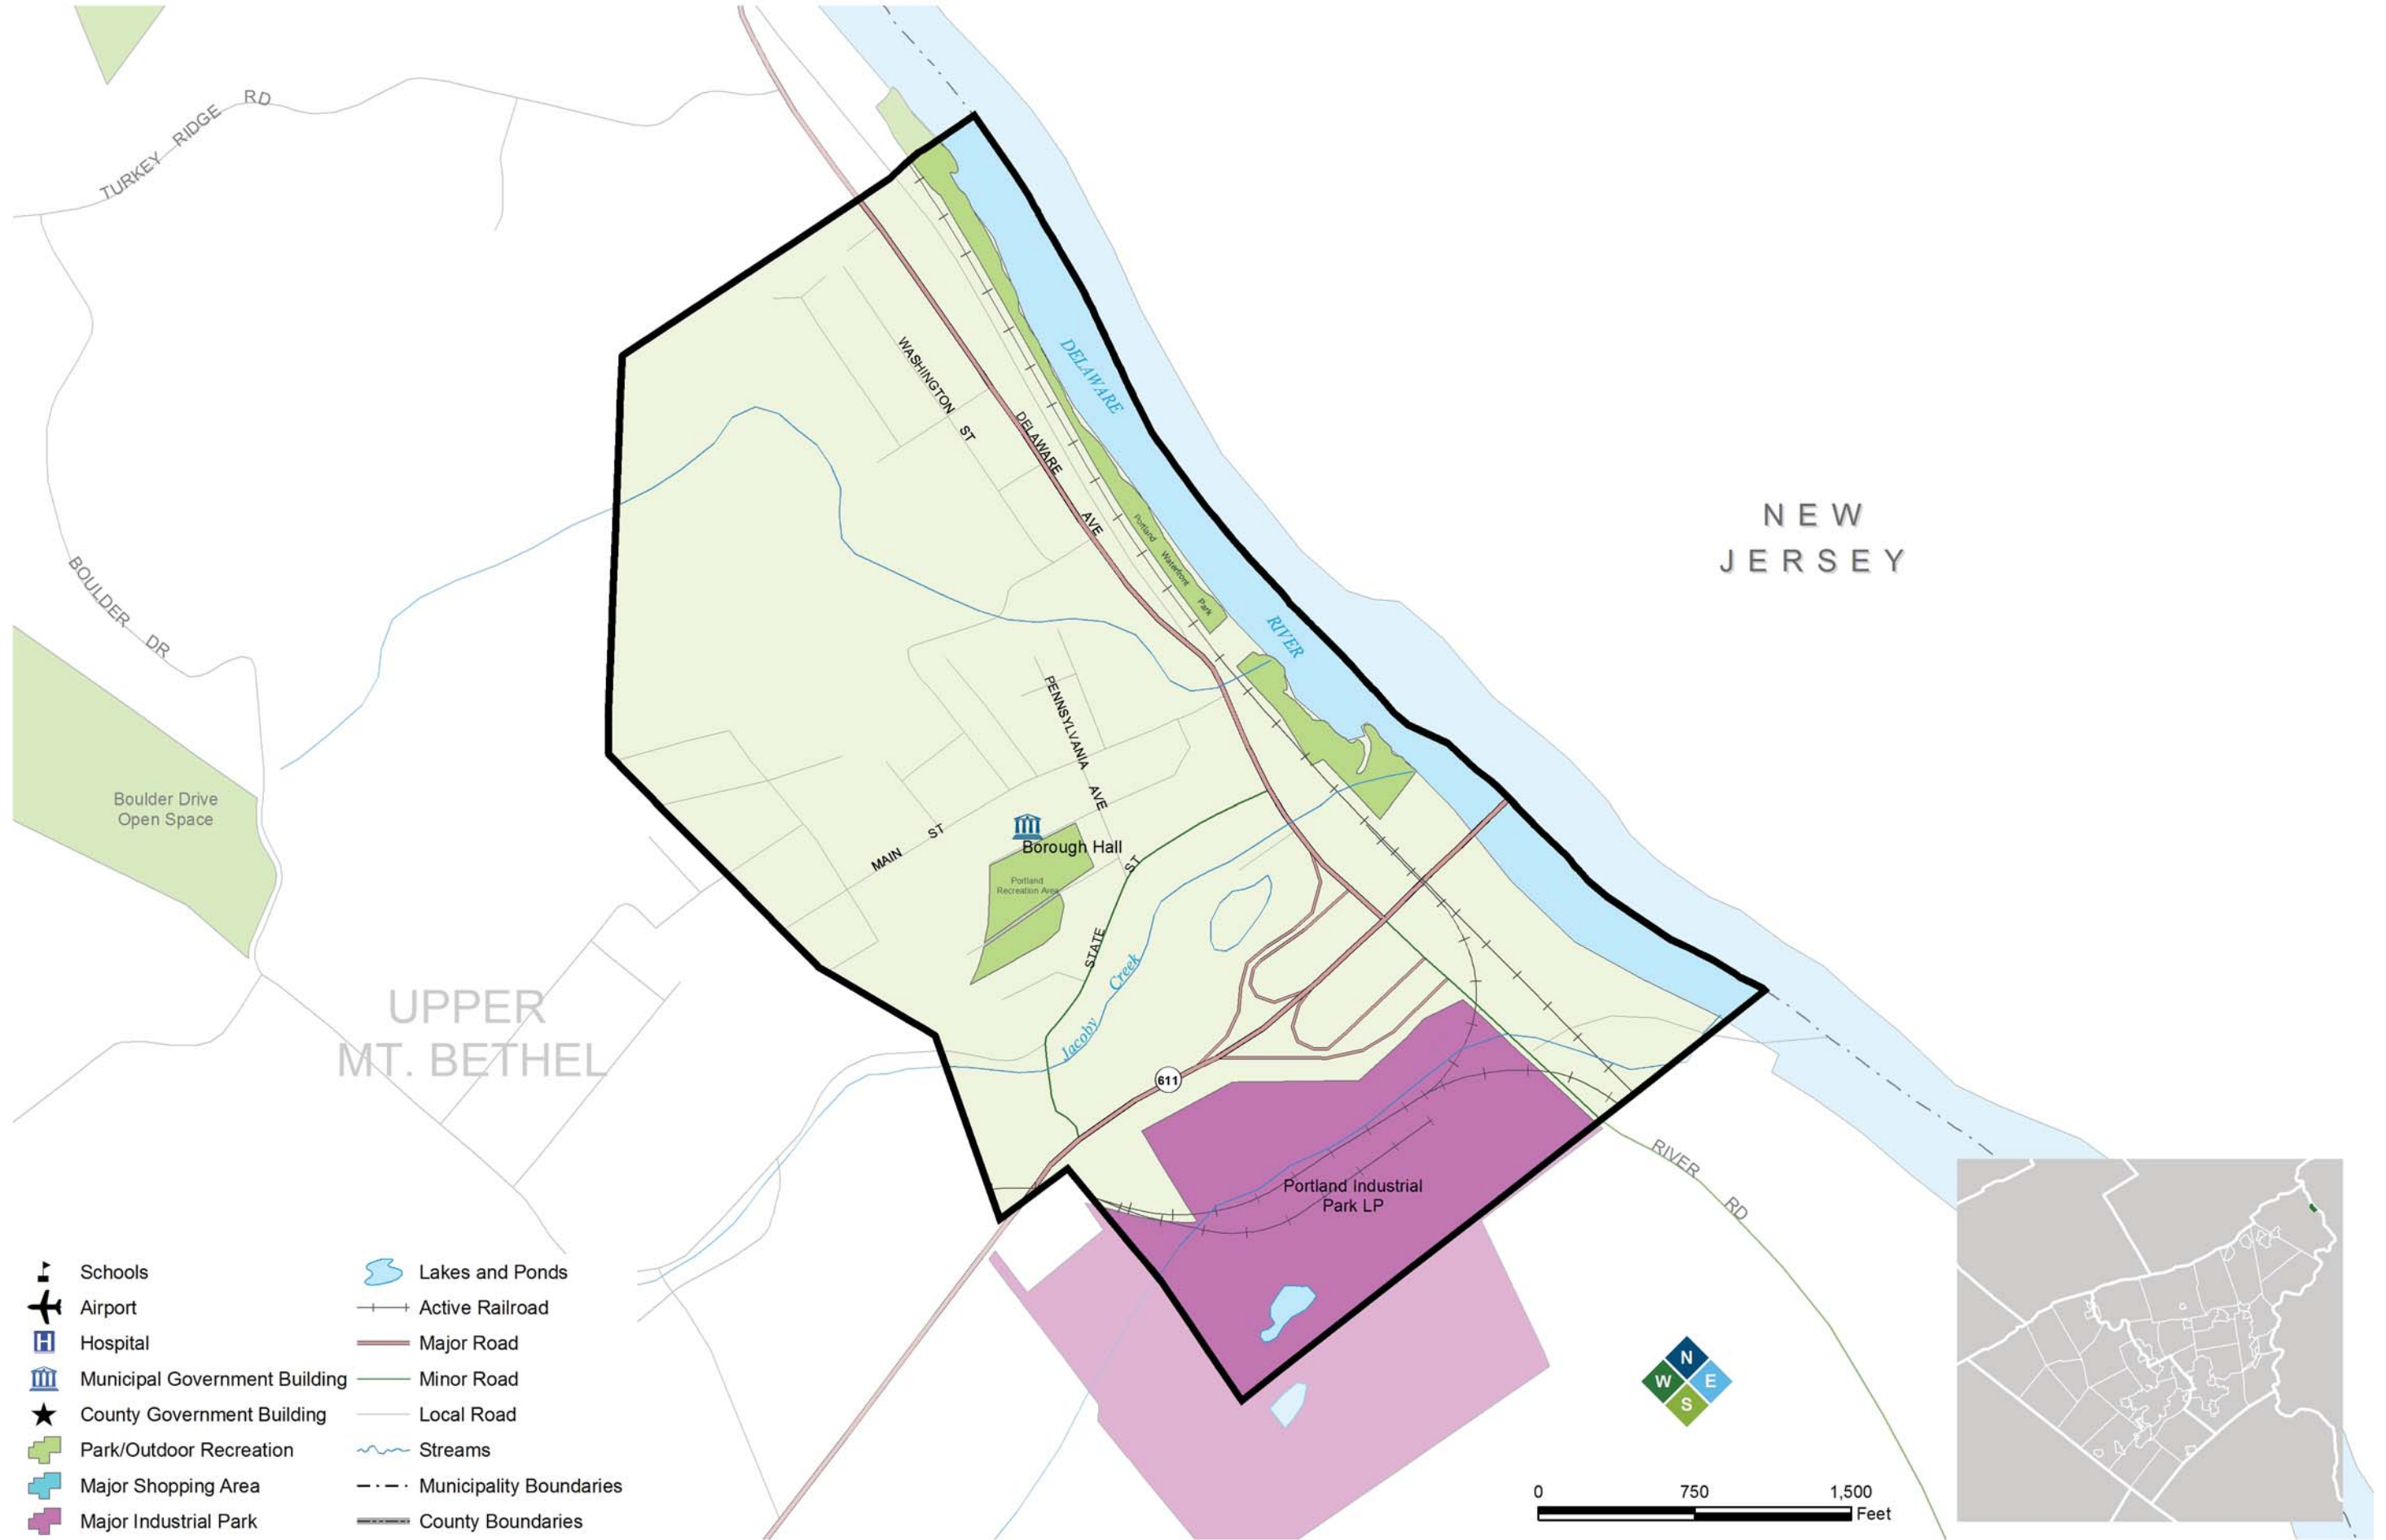 TURKEY RIDGE RD
WASHINGTON ST
DELAWARE AVE
DELAWARE RIVER
Portland Waterfront Park
NEW
JERSEY
BOULDER DR
PENNSYLVANIA AVE
Boulder Drive
Open Space
MAIN ST
Borough Hall
Portland
Recreation Area
STATE ST
Jacoby Creek
UPPER
MT. BETHEL
611
RIVER RD
Portland Industrial
Park LP
Schools
Airport
H Hospital
Municipal Government Building
County Government Building
Park/Outdoor Recreation
Major Shopping Area
Major Industrial Park
Lakes and Ponds
Active Railroad
Major Road
Minor Road
Local Road
Streams
Municipality Boundaries
County Boundaries
N
W E
S
0 750 1,500
Feet